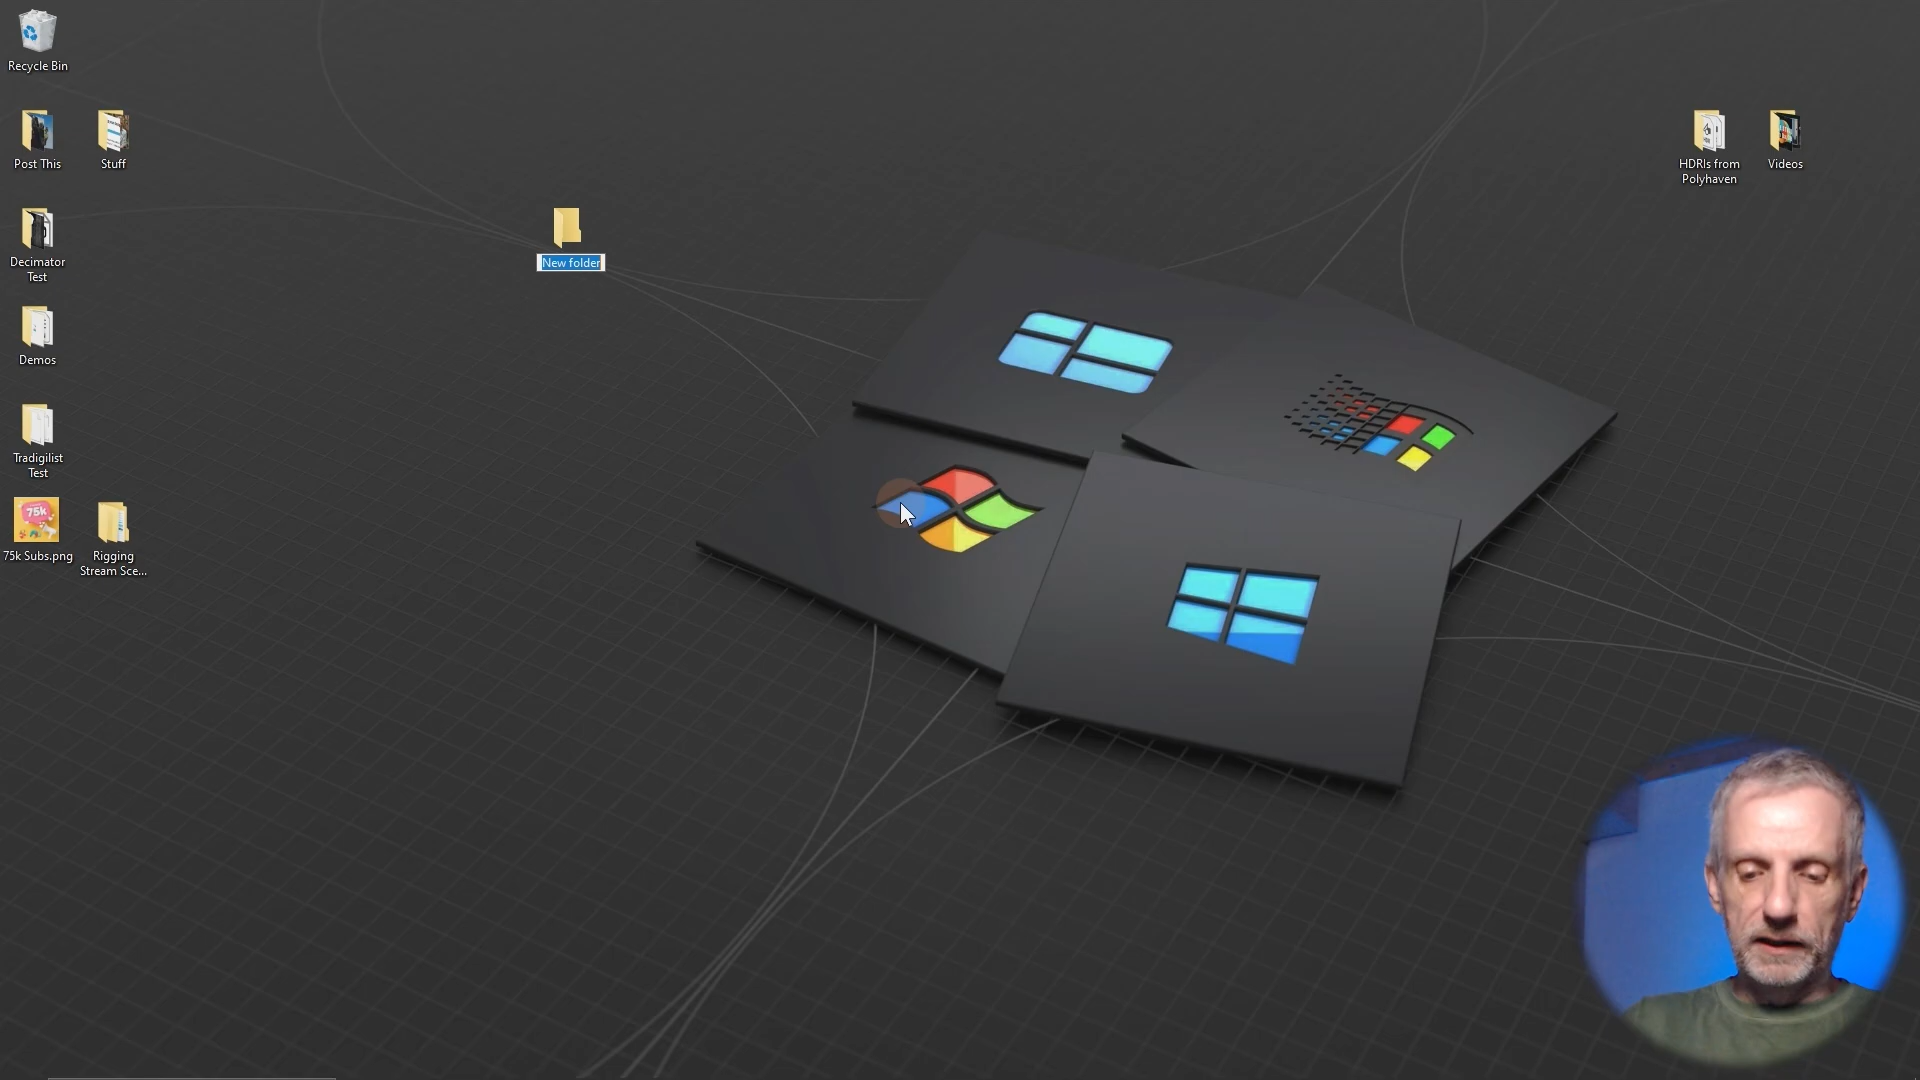 Recycle Bin
Post This
Stuff
HDRIs from
Polyhaven
Videos
Decimator
Test
New folder
Demos
Tradigilist
Test
75k
75k Subs.png
Rigging
Stream Sce...